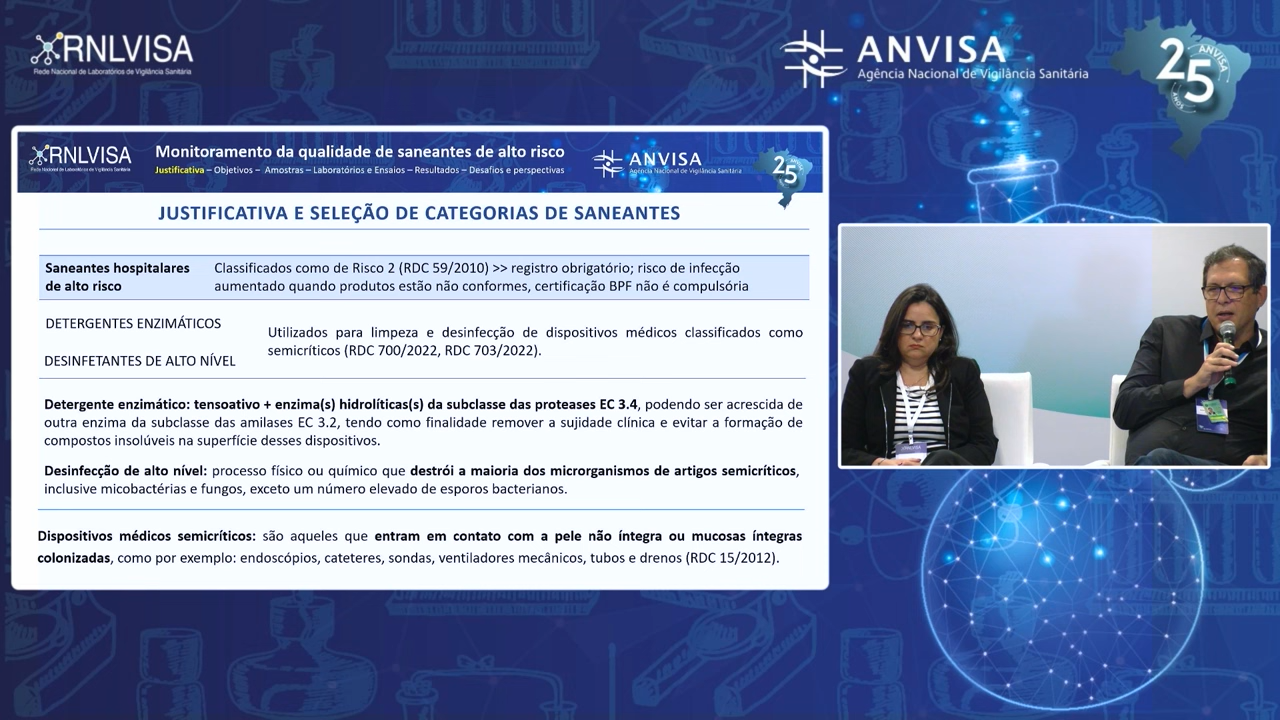 RNLVISA
Rede Nacional de Laboratórios de Vigilância Sanitária
ANVISA
Agência Nacional de Vigilância Sanitária
25
ANVISA
ANOS
RNLVISA
Rede Nacional de Laboratórios de Vigilância Sanitária
Monitoramento da qualidade de saneantes de alto risco
Justificativa – Objetivos – Amostras – Laboratórios e Ensaios – Resultados – Desafios e perspectivas
ANVISA
Agência Nacional de Vigilância Sanitária
25
JUSTIFICATIVA E SELEÇÃO DE CATEGORIAS DE SANEANTES
Saneantes hospitalares
de alto risco
Classificados como de Risco 2 (RDC 59/2010) >> registro obrigatório; risco de infecção
aumentado quando produtos estão não conformes, certificação BPF não é compulsória
DETERGENTES ENZIMÁTICOS
DESINFETANTES DE ALTO NÍVEL
Utilizados para limpeza e desinfecção de dispositivos médicos classificados como
semicríticos (RDC 700/2022, RDC 703/2022).
Detergente enzimático: tensoativo + enzima(s) hidrolíticas(s) da subclasse das proteases EC 3.4, podendo ser acrescida de
outra enzima da subclasse das amilases EC 3.2, tendo como finalidade remover a sujidade clínica e evitar a formação de
compostos insolúveis na superfície desses dispositivos.
Desinfecção de alto nível: processo físico ou químico que destrói a maioria dos microrganismos de artigos semicríticos,
inclusive micobactérias e fungos, exceto um número elevado de esporos bacterianos.
Dispositivos médicos semicríticos: são aqueles que entram em contato com a pele não íntegra ou mucosas íntegras
colonizadas, como por exemplo: endoscópios, cateteres, sondas, ventiladores mecânicos, tubos e drenos (RDC 15/2012).